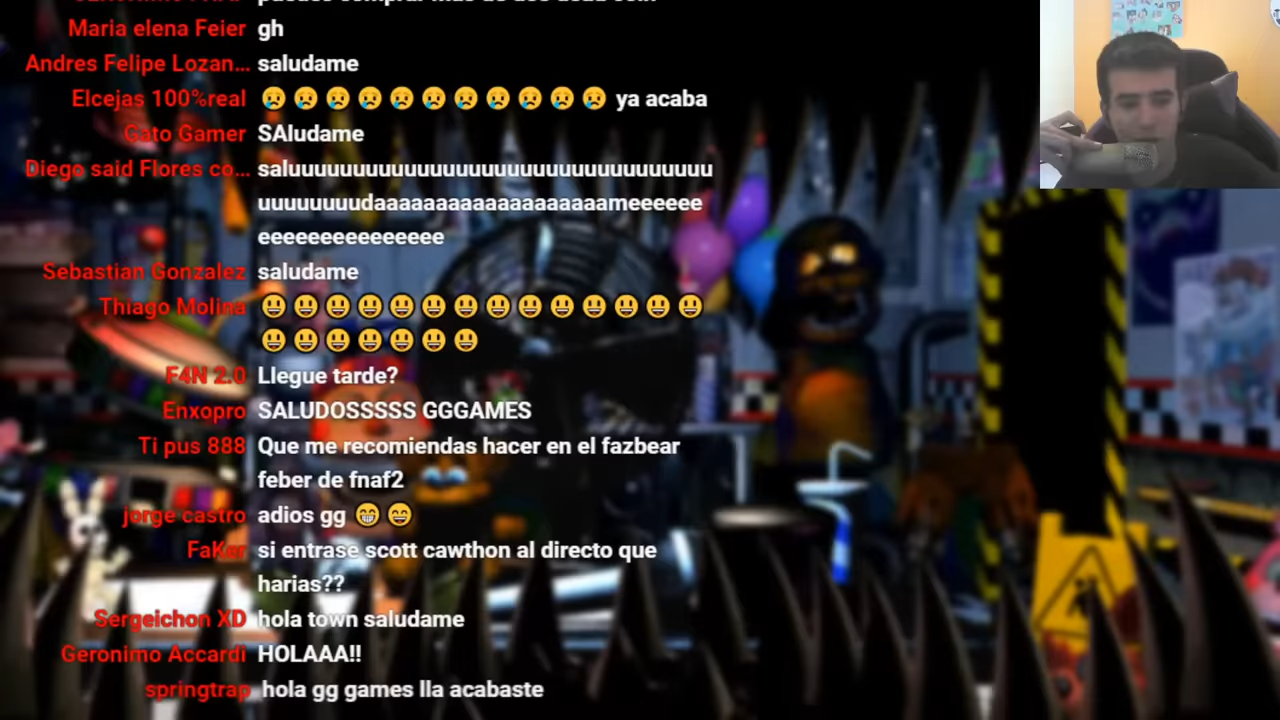 Maria elena Feier gh
Andres Felipe Lozan... saludame
Elcejas 100%real 😢😢😢😢😢😢😢😢😢😢😢 ya acaba
Gato Gamer SAludame
Diego said Flores co... saluuuuuuuuuuuuuuuuuuuuuuuuuuuuuuuuu
uuuuuuuudaaaaaaaaaaaaaaaaaaameeeeee
eeeeeeeeeeeeeee
Sebastian Gonzalez saludame
Thiago Molina 😃😃😃😃😃😃😃😃😃😃😃😃😃😃
😃😃😃😃😃😃😃
F4N 2.0 Llegue tarde?
Enxopro SALUDOSSSSS GGGAMES
Ti pus 888 Que me recomiendas hacer en el fazbear
feber de fnaf2
jorge castro adios gg 😁😄
FaKer si entrase scott cawthon al directo que
harias??
Sergeichon XD hola town saludame
Geronimo Accardi HOLAAA!!
springtrap hola gg games lla acabaste